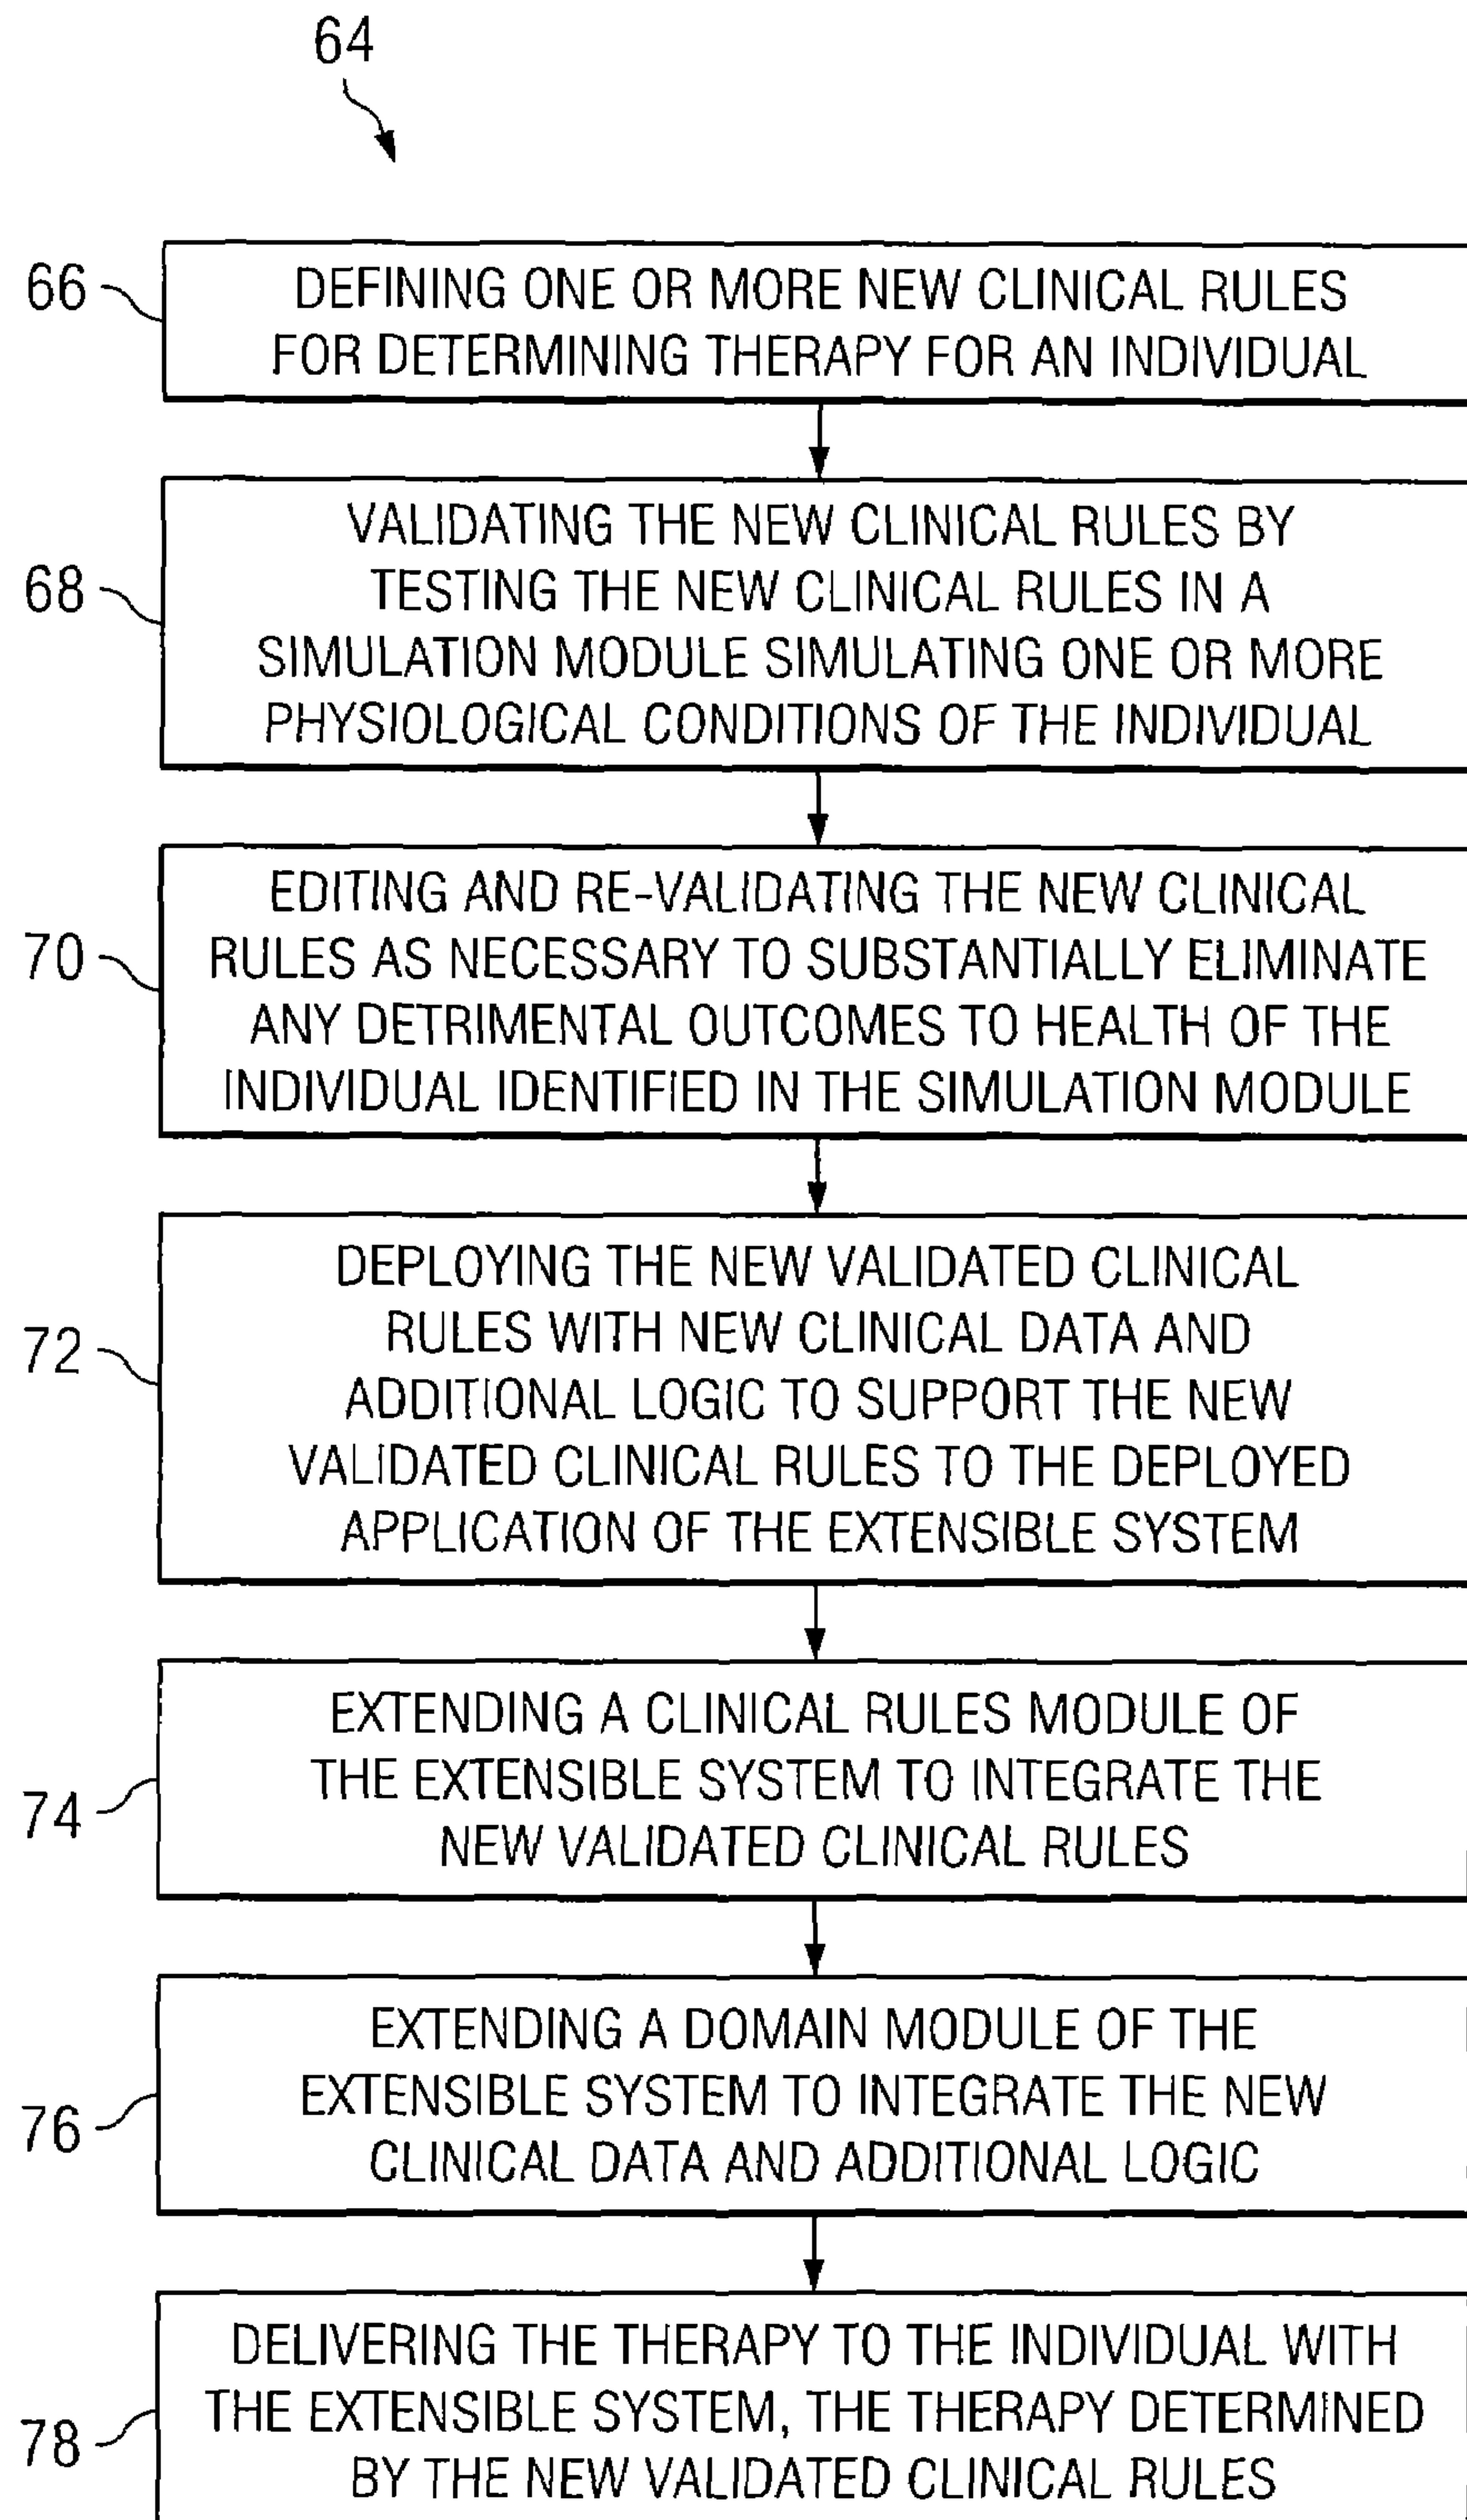 64
66
DEFINING ONE OR MORE NEW CLINICAL RULES
FOR DETERMINING THERAPY FOR AN INDIVIDUAL
68
VALIDATING THE NEW CLINICAL RULES BY
TESTING THE NEW CLINICAL RULES IN A
SIMULATION MODULE SIMULATING ONE OR MORE
PHYSIOLOGICAL CONDITIONS OF THE INDIVIDUAL
70
EDITING AND RE-VALIDATING THE NEW CLINICAL
RULES AS NECESSARY TO SUBSTANTIALLY ELIMINATE
ANY DETRIMENTAL OUTCOMES TO HEALTH OF THE
INDIVIDUAL IDENTIFIED IN THE SIMULATION MODULE
72
DEPLOYING THE NEW VALIDATED CLINICAL
RULES WITH NEW CLINICAL DATA AND
ADDITIONAL LOGIC TO SUPPORT THE NEW
VALIDATED CLINICAL RULES TO THE DEPLOYED
APPLICATION OF THE EXTENSIBLE SYSTEM
74
EXTENDING A CLINICAL RULES MODULE OF
THE EXTENSIBLE SYSTEM TO INTEGRATE THE
NEW VALIDATED CLINICAL RULES
76
EXTENDING A DOMAIN MODULE OF THE
EXTENSIBLE SYSTEM TO INTEGRATE THE NEW
CLINICAL DATA AND ADDITIONAL LOGIC
78
DELIVERING THE THERAPY TO THE INDIVIDUAL WITH
THE EXTENSIBLE SYSTEM, THE THERAPY DETERMINED
BY THE NEW VALIDATED CLINICAL RULES